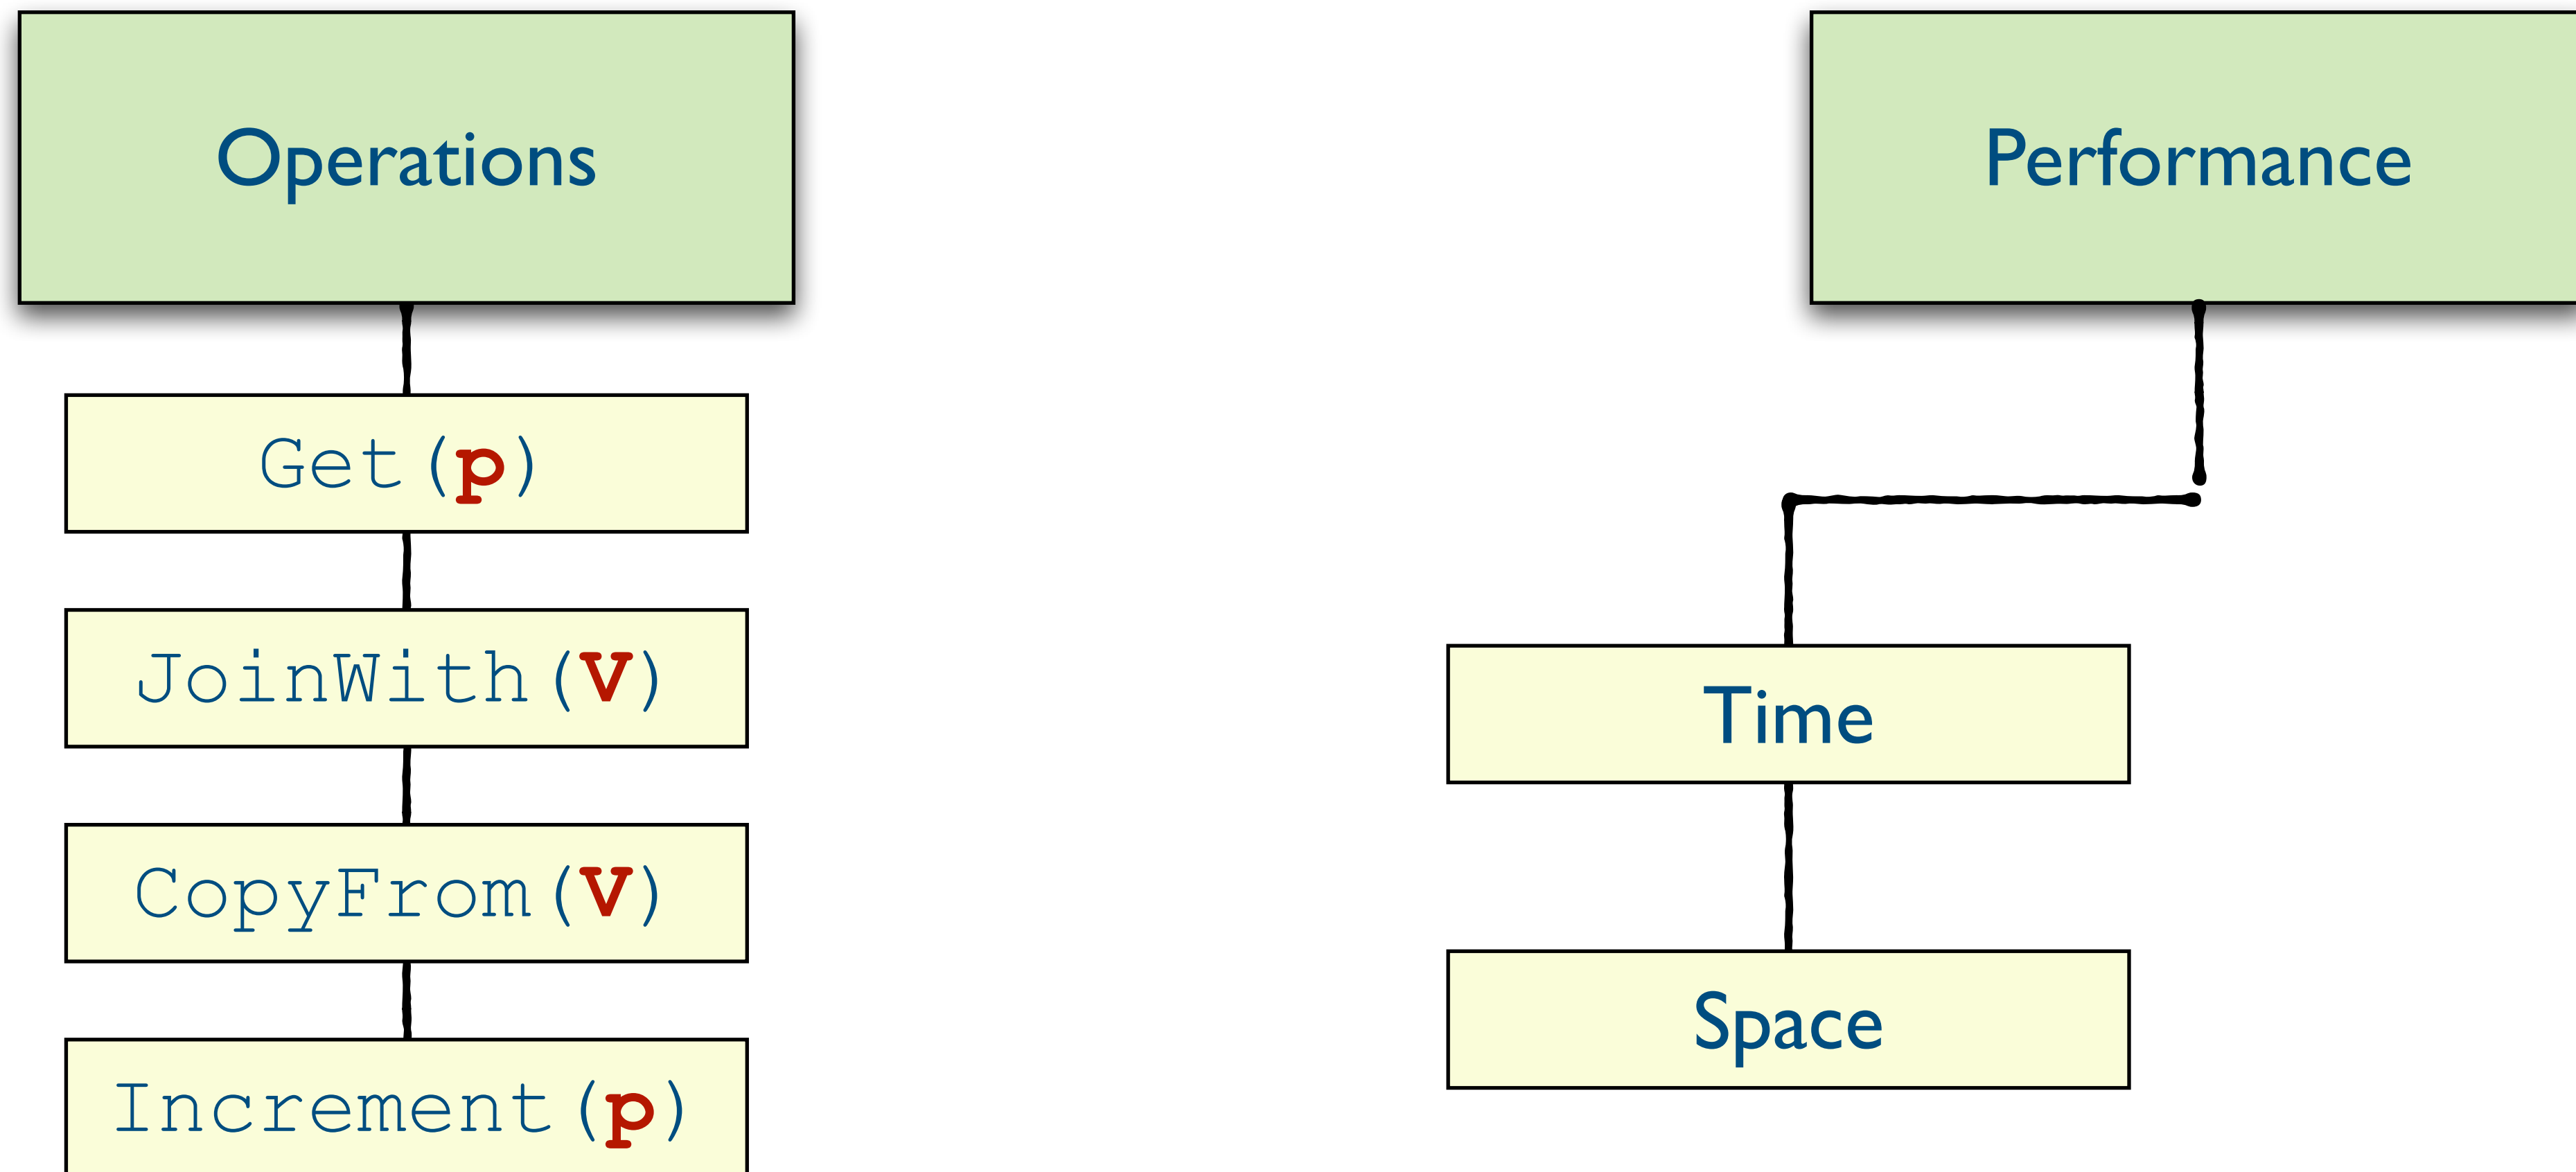 Operations
Get(p)
JoinWith(V)
CopyFrom(V)
Increment(p)
Performance
Time
Space